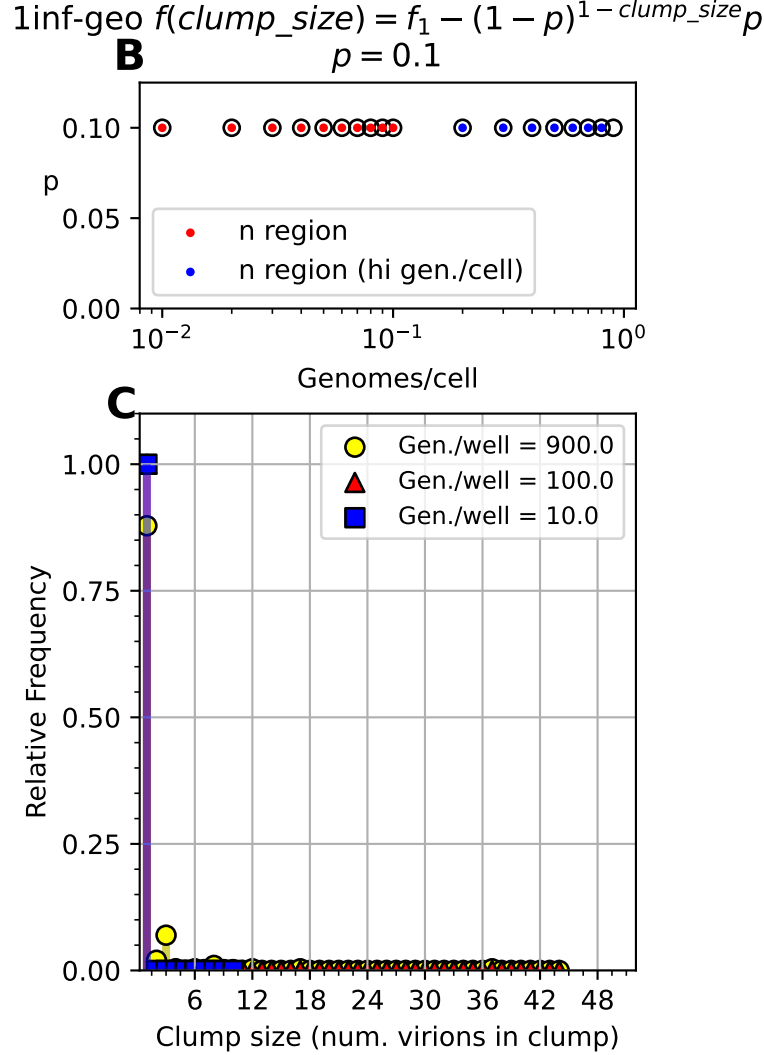 1inf-geo f(clump_size) = f₁ − (1 − p)^{1−clump_size}p
B p = 0.1
0.10
p
0.05
0.00
n region
n region (hi gen./cell)
10⁻² 10⁻¹ 10⁰
Genomes/cell
C
Gen./well = 900.0
Gen./well = 100.0
Gen./well = 10.0
1.00
0.75
0.50
0.25
0.00
Relative Frequency
6 12 18 24 30 36 42 48
Clump size (num. virions in clump)